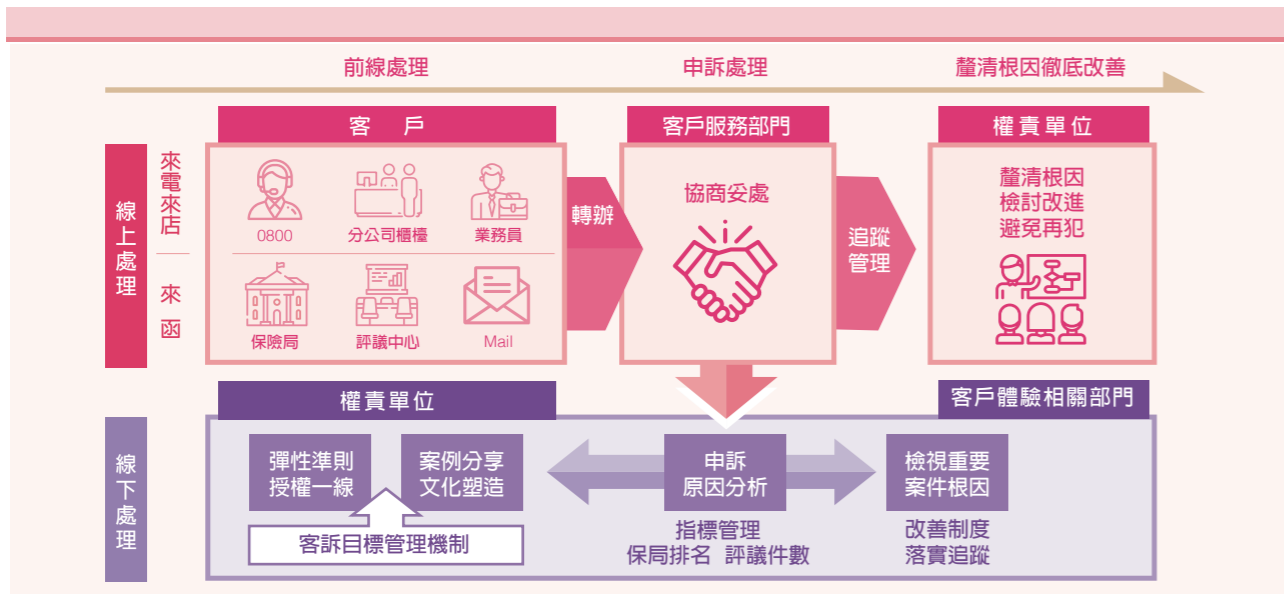 前線處理
申訴處理
釐清根因徹底改善
客 戶
客戶服務部門
權責單位
線上處理
來電來店
來函
0800
分公司櫃檯
業務員
保險局
評議中心
Mail
轉辦
協商妥處
追蹤
管理
釐清根因
檢討改進
避免再犯
權責單位
客戶體驗相關部門
線下處理
彈性準則
授權一線
案例分享
文化塑造
客訴目標管理機制
申訴
原因分析
指標管理
保局排名 評議件數
檢視重要
案件根因
改善制度
落實追蹤